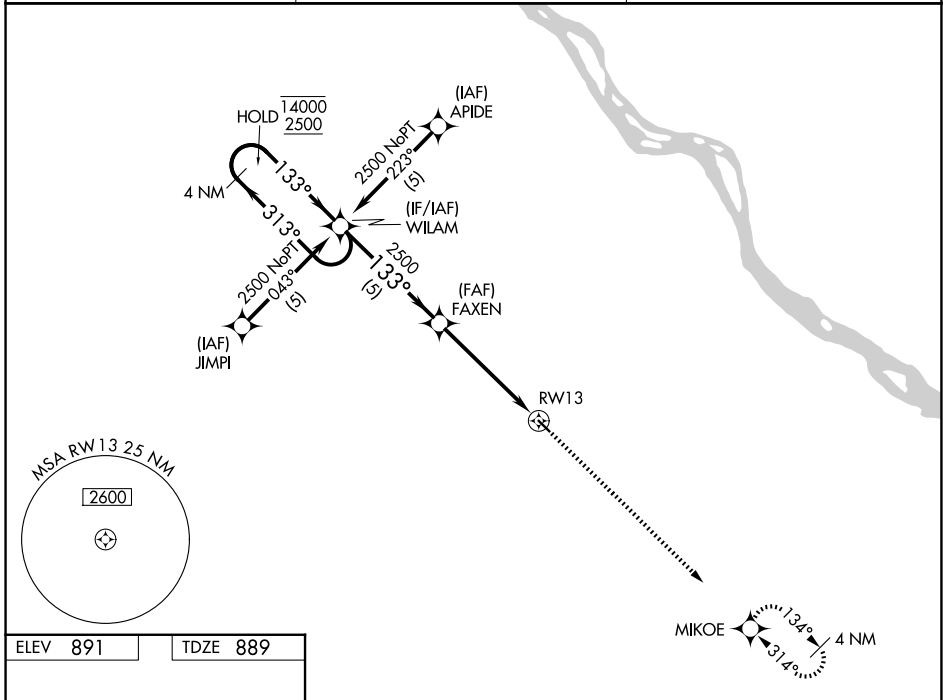 (IAF)
APIDE
HOLD
14000
2500
2500 NoPT
223°
(5)
133°
4 NM
313°
(IF/IAF)
WILAM
2500 NoPT
043°
(5)
2500
133°
(5)
(FAF)
FAXEN
(IAF)
JIMPI
RW13
MSA RW13 25 NM
2600
MIKOE
134°
4 NM
314°
ELEV 891
TDZE 889